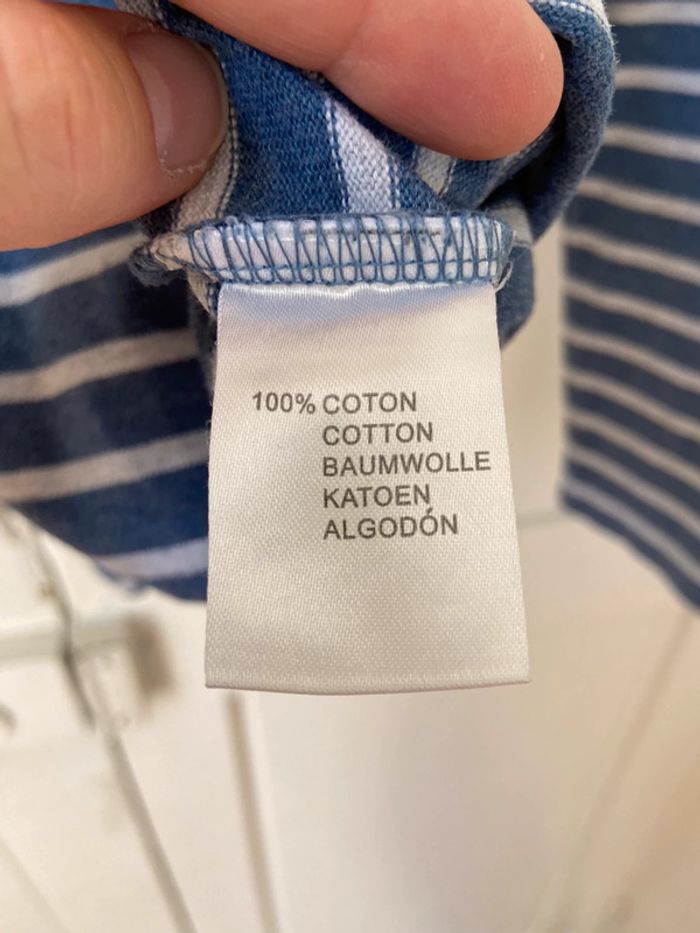 100% COTON
COTTON
BAUMWOLLE
KATOEN
ALGODÓN